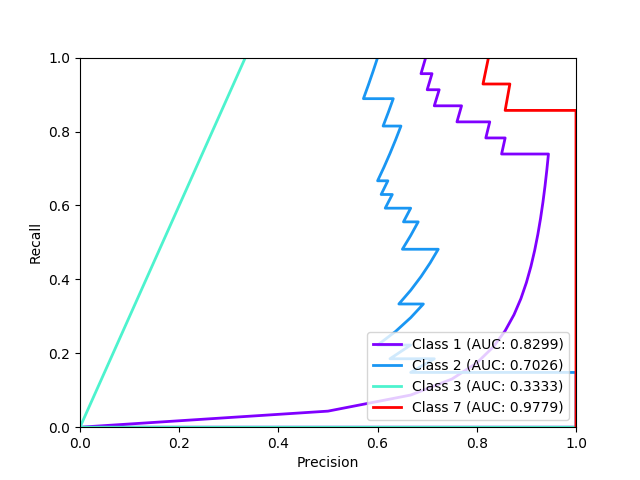 1.0
0.8
0.6
0.4
0.2
0.0
Recall
0.0 0.2 0.4 0.6 0.8 1.0
Precision
Class 1 (AUC: 0.8299)
Class 2 (AUC: 0.7026)
Class 3 (AUC: 0.3333)
Class 7 (AUC: 0.9779)